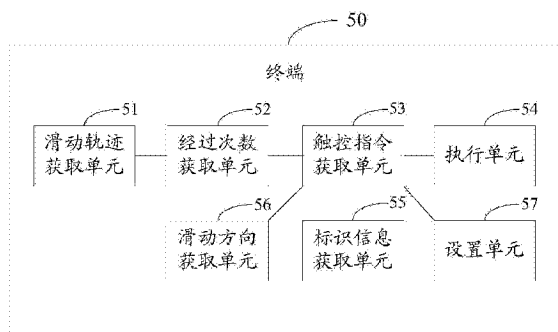 50
终端
51
滑动轨迹
获取单元
52
经过次数
获取单元
53
触控指令
获取单元
54
执行单元
56
滑动方向
获取单元
55
标识信息
获取单元
57
设置单元